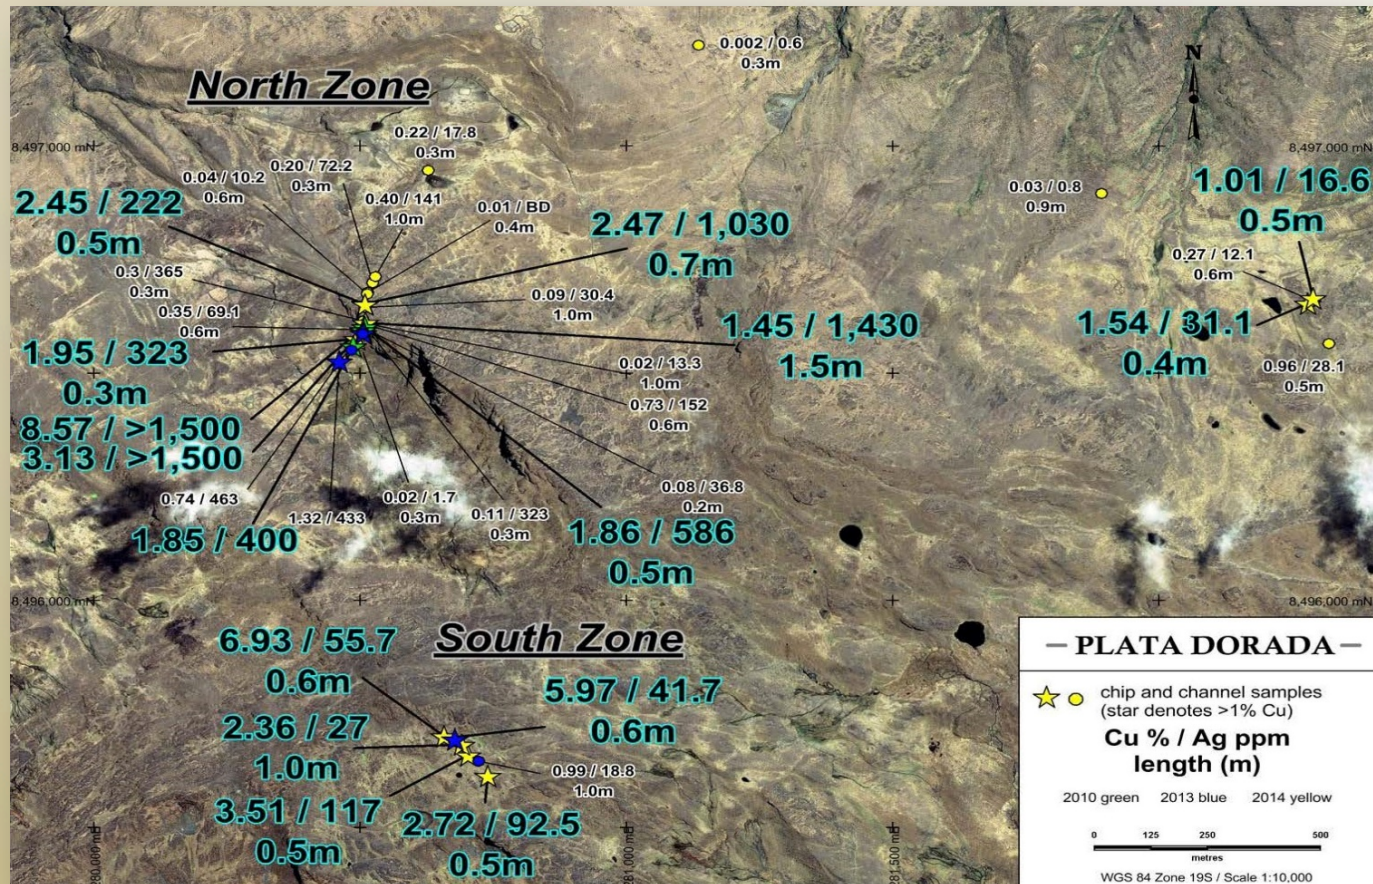 0.002 / 0.6
0.3m
N
North Zone
0.22 / 17.8
0.3m
8,497,000 mN
8,497,000 mN
0.20 / 72.2
0.3m
0.04 / 10.2
0.6m
0.40 / 141
1.0m
0.01 / BD
0.4m
0.03 / 0.8
0.9m
1.01 / 16.6
0.5m
2.45 / 222
0.5m
2.47 / 1,030
0.7m
0.27 / 12.1
0.6m
0.3 / 365
0.3m
0.09 / 30.4
1.0m
0.35 / 69.1
0.6m
1.45 / 1,430
1.5m
1.54 / 31.1
0.4m
1.95 / 323
0.3m
0.02 / 13.3
1.0m
0.96 / 28.1
0.5m
0.73 / 152
0.6m
8.57 / >1,500
3.13 / >1,500
0.08 / 36.8
0.2m
0.74 / 463
0.02 / 1.7
0.3m
1.32 / 433
0.11 / 323
0.3m
1.85 / 400
1.86 / 586
0.5m
8,496,000 mN
8,496,000 mN
South Zone
6.93 / 55.7
0.6m
5.97 / 41.7
0.6m
2.36 / 27
1.0m
0.99 / 18.8
1.0m
3.51 / 117
0.5m
2.72 / 92.5
0.5m
280,000 mE
281,000 mE
281,500 mE
– PLATA DORADA –
chip and channel samples
(star denotes >1% Cu)
Cu % / Ag ppm
length (m)
2010 green 2013 blue 2014 yellow
0 125 250 500
metres
WGS 84 Zone 19S / Scale 1:10,000